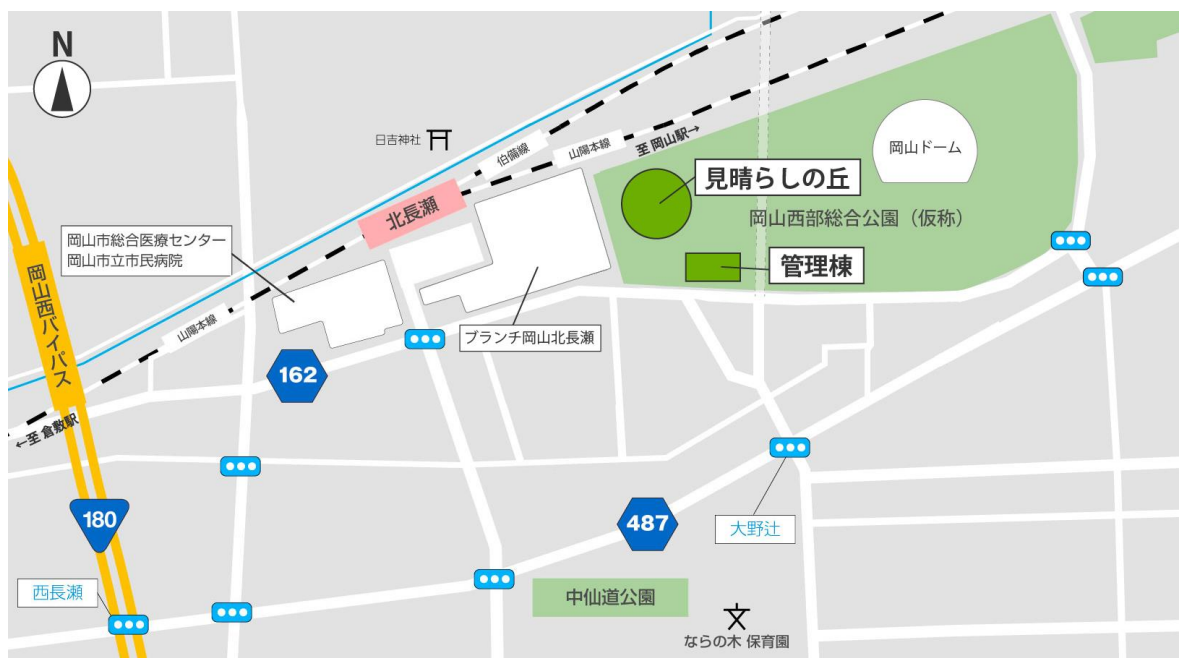 N
日吉神社
伯備線
山陽本線
至 岡山駅→
岡山ドーム
見晴らしの丘
北長瀬
岡山西部総合公園（仮称）
岡山市総合医療センター
岡山市立市民病院
管理棟
岡山西バイパス
山陽本線
ブランチ岡山北長瀬
162
←至 倉敷駅
180
487
大野辻
西長瀬
中仙道公園
ならの木 保育園